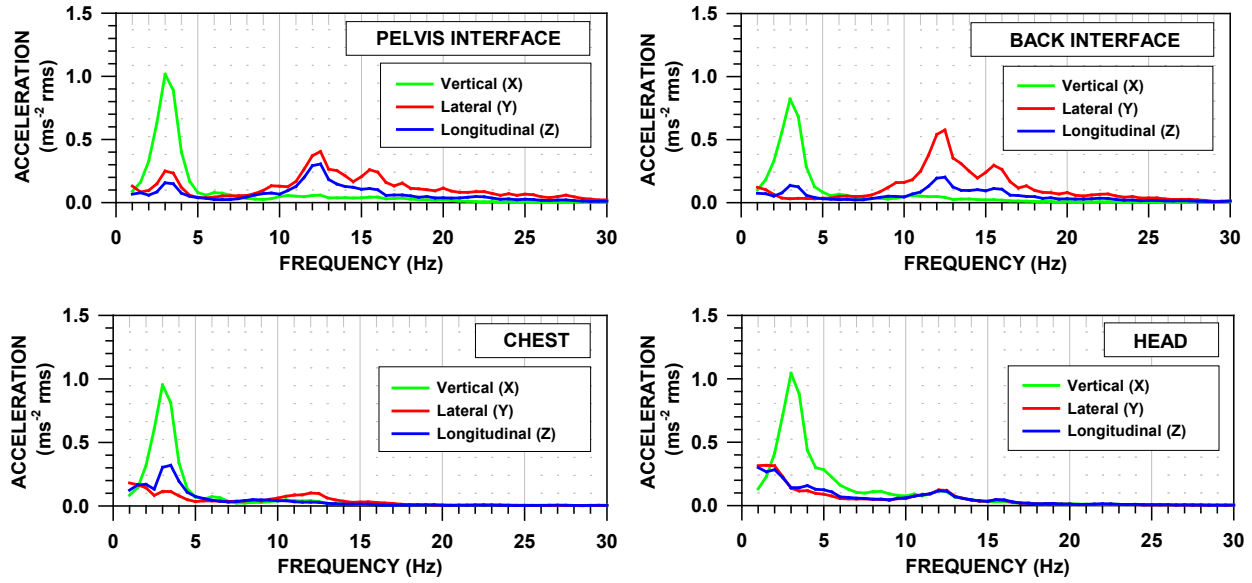 PELVIS INTERFACE
ACCELERATION
(ms⁻² rms)
1.5
1.0
0.5
0.0
Vertical (X)
Lateral (Y)
Longitudinal (Z)
0 5 10 15 20 25 30
FREQUENCY (Hz)
BACK INTERFACE
ACCELERATION
(ms⁻² rms)
1.5
1.0
0.5
0.0
Vertical (X)
Lateral (Y)
Longitudinal (Z)
0 5 10 15 20 25 30
FREQUENCY (Hz)
CHEST
ACCELERATION
(ms⁻² rms)
1.5
1.0
0.5
0.0
Vertical (X)
Lateral (Y)
Longitudinal (Z)
0 5 10 15 20 25 30
FREQUENCY (Hz)
HEAD
ACCELERATION
(ms⁻² rms)
1.5
1.0
0.5
0.0
Vertical (X)
Lateral (Y)
Longitudinal (Z)
0 5 10 15 20 25 30
FREQUENCY (Hz)